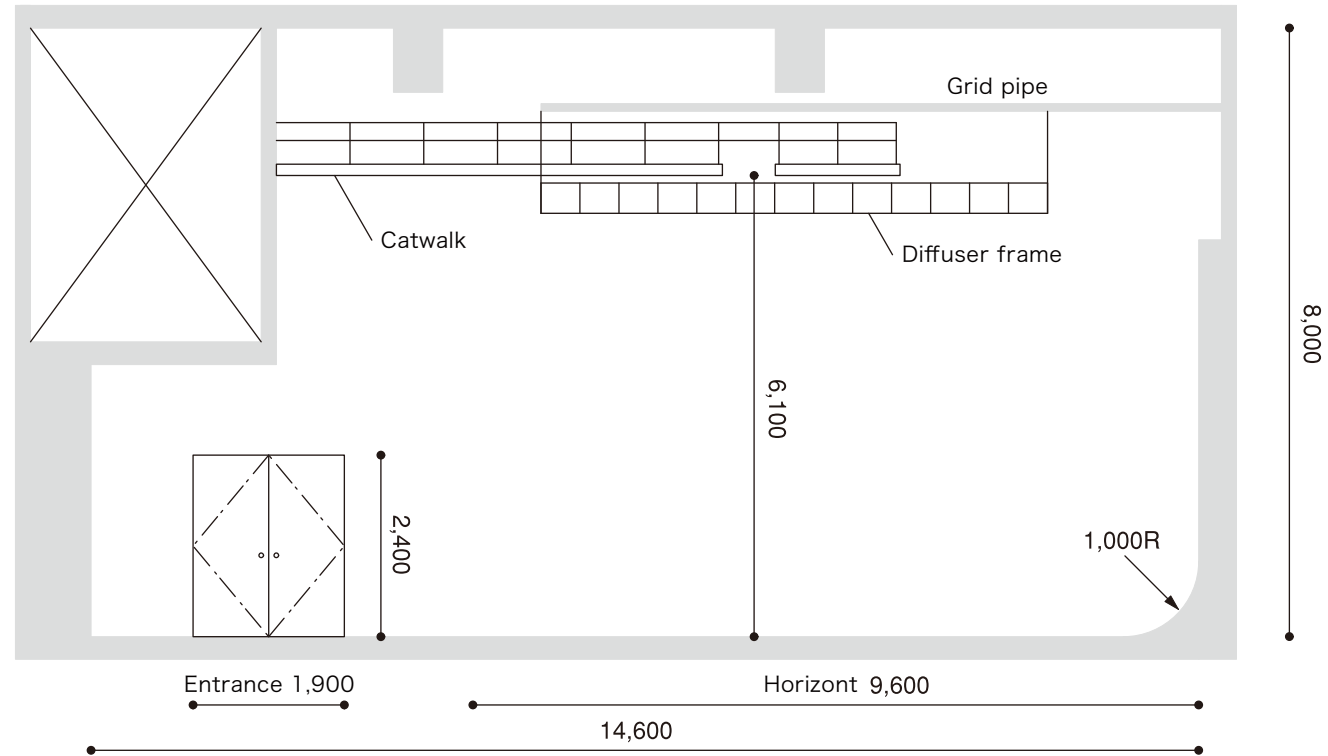 Grid pipe
Catwalk
Diffuser frame
8,000
6,100
2,400
1,000R
Entrance 1,900
Horizont 9,600
14,600